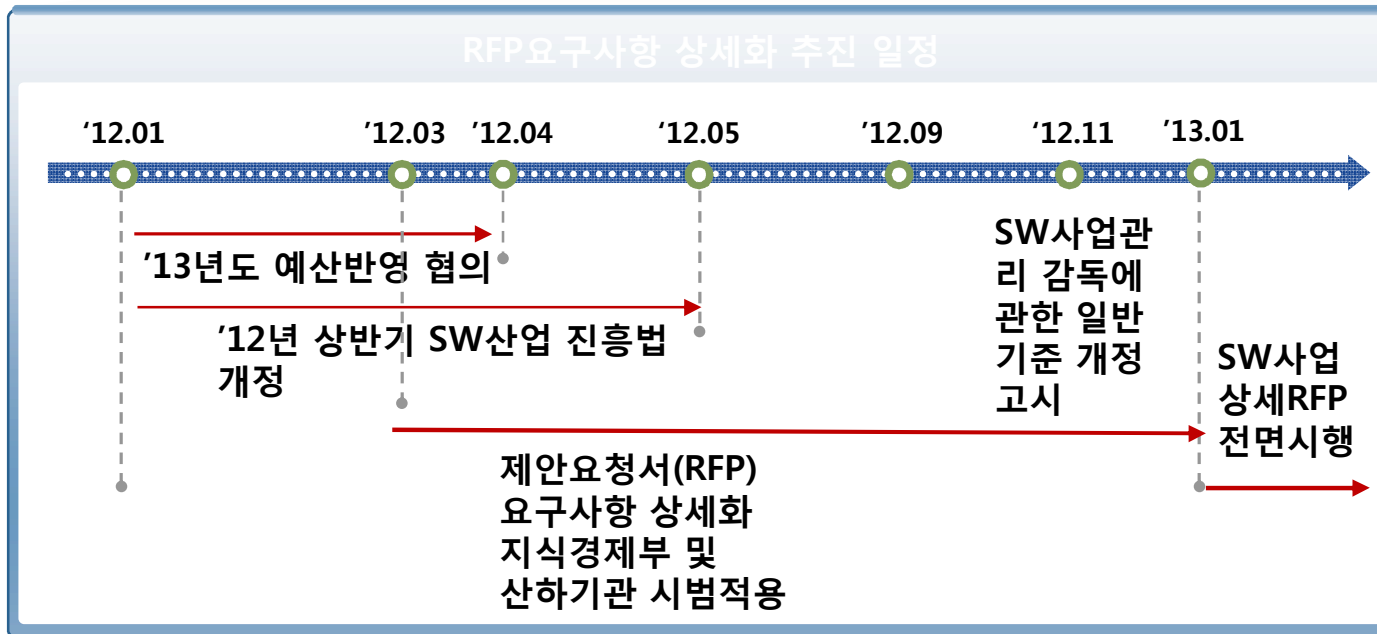 RFP요구사항 상세화 추진 일정
‘12.01
’12.03
’12.04
‘12.05
’12.09
‘12.11
’13.01
’13년도 예산반영 협의
’12년 상반기 SW산업 진흥법
개정
제안요청서(RFP)
요구사항 상세화
지식경제부 및
산하기관 시범적용
SW사업관
리 감독에
관한 일반
기준 개정
고시
SW사업
상세RFP
전면시행